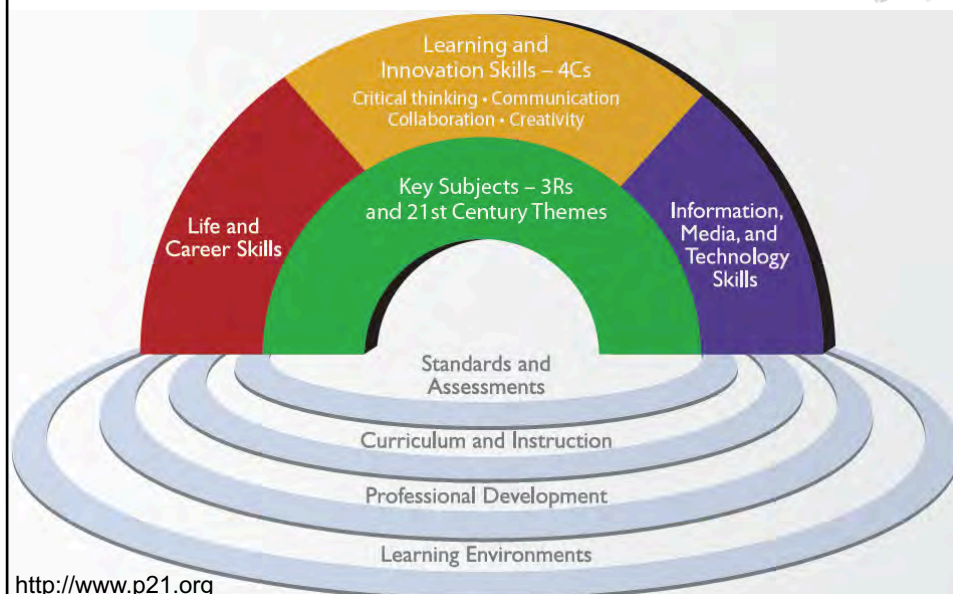 Learning and
Innovation Skills – 4Cs
Critical thinking • Communication
Collaboration • Creativity
Key Subjects – 3Rs
and 21st Century Themes
Life and
Career Skills
Information,
Media, and
Technology
Skills
Standards and
Assessments
Curriculum and Instruction
Professional Development
Learning Environments
http://www.p21.org